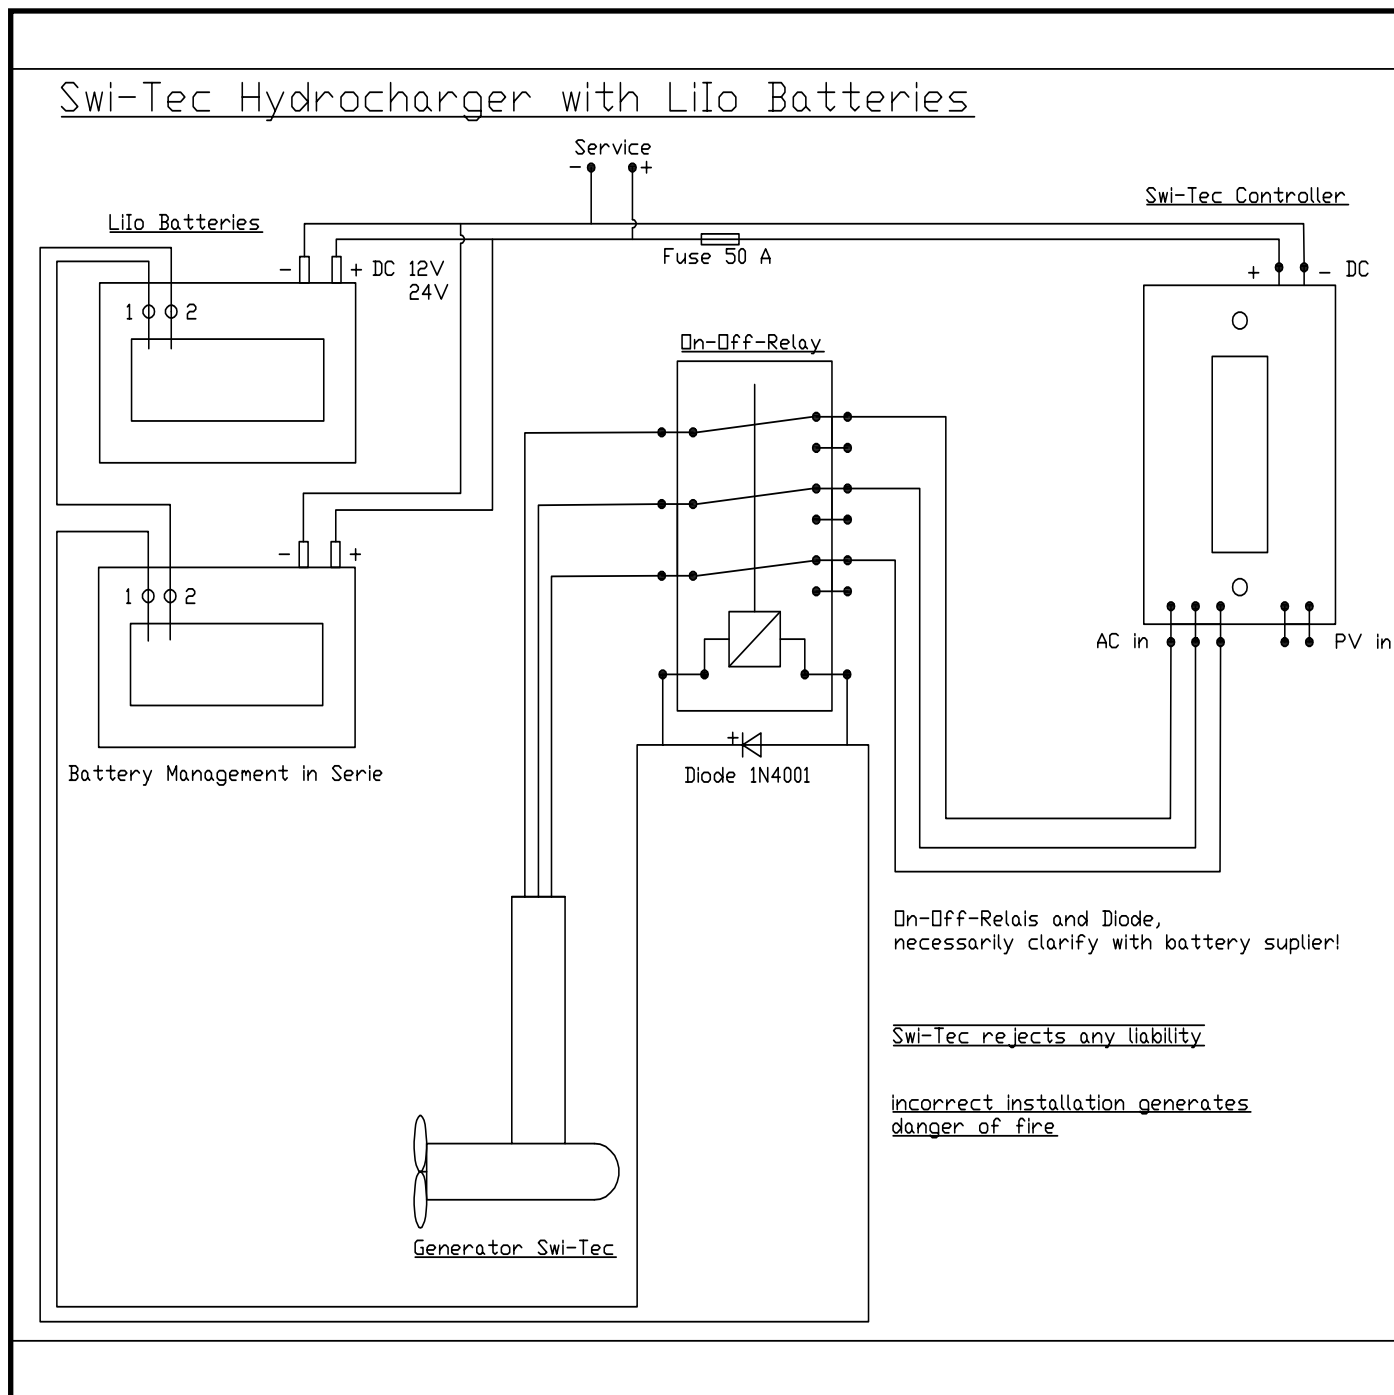 Swi-Tec Hydrocharger with LiIo Batteries
Service
- +
Swi-Tec Controller
LiIo Batteries
Fuse 50 A
- + DC 12V
24V
+ - DC
1 2
On-Off-Relay
- +
1 2
AC in
PV in
+
Battery Management in Serie
Diode 1N4001
On-Off-Relais and Diode,
necessarily clarify with battery suplier!
Swi-Tec rejects any liability
incorrect installation generates
danger of fire
Generator Swi-Tec